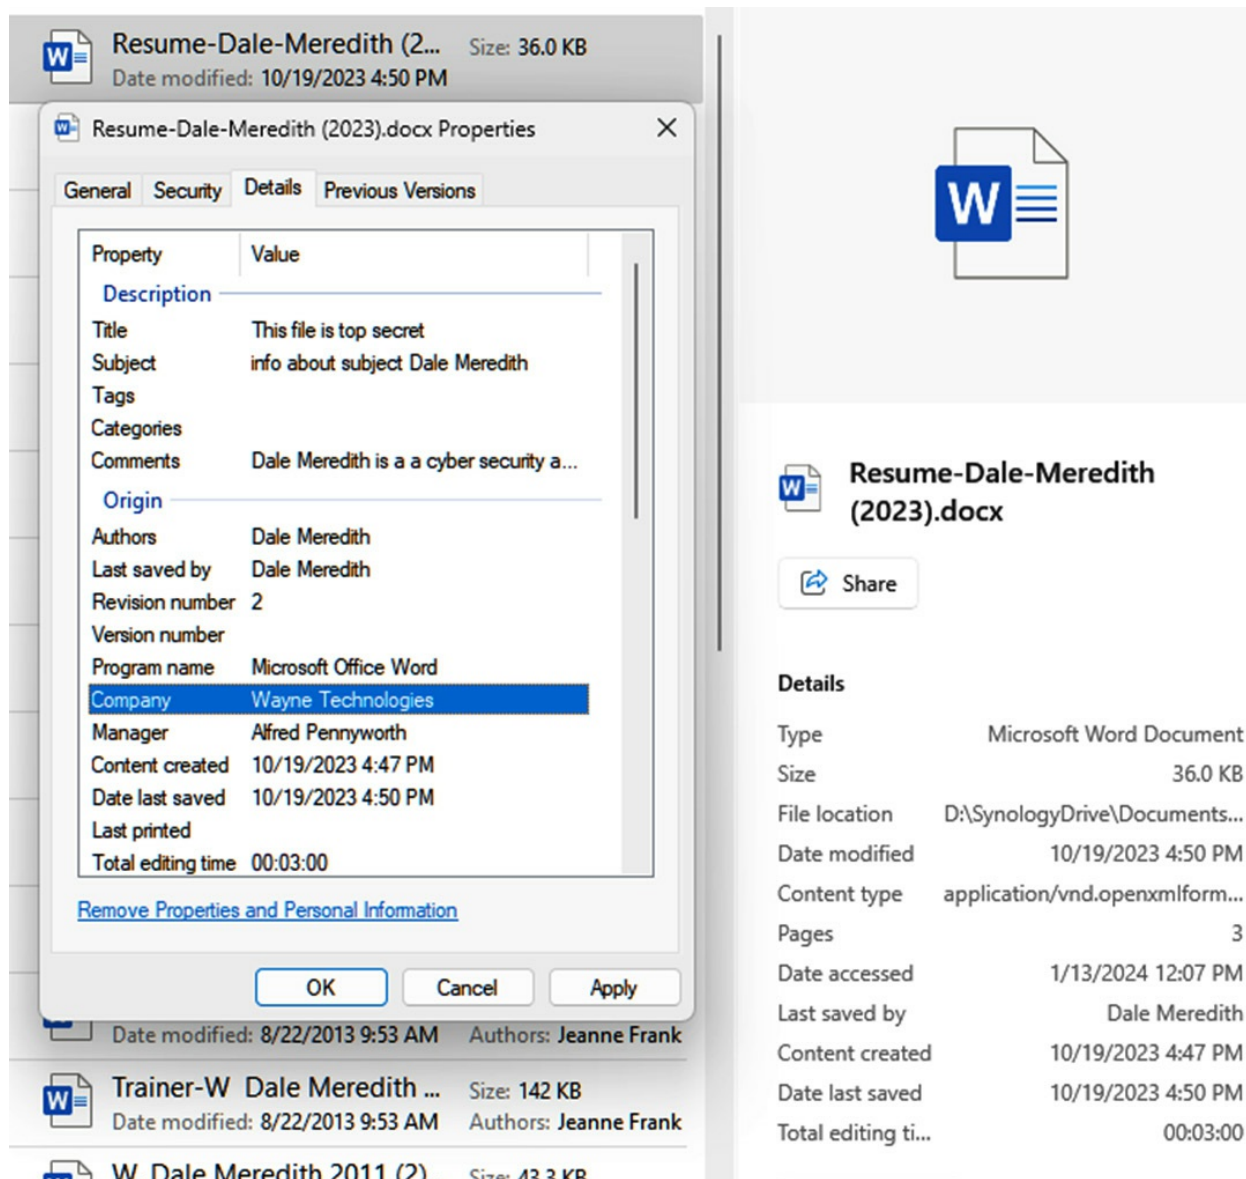 Resume-Dale-Meredith (2... Size: 36.0 KB
Date modified: 10/19/2023 4:50 PM
Resume-Dale-Meredith (2023).docx Properties
General Security Details Previous Versions
Property Value
Description
Title This file is top secret
Subject info about subject Dale Meredith
Tags
Categories
Comments Dale Meredith is a a cyber security a...
Origin
Authors Dale Meredith
Last saved by Dale Meredith
Revision number 2
Version number
Program name Microsoft Office Word
Company Wayne Technologies
Manager Alfred Pennyworth
Content created 10/19/2023 4:47 PM
Date last saved 10/19/2023 4:50 PM
Last printed
Total editing time 00:03:00
Remove Properties and Personal Information
OK Cancel Apply
Date modified: 8/22/2013 9:53 AM Authors: Jeanne Frank
Trainer-W Dale Meredith ... Size: 142 KB
Date modified: 8/22/2013 9:53 AM Authors: Jeanne Frank
W Dale Meredith 2011 (2)... Size: 43.3 KB
W
Resume-Dale-Meredith
(2023).docx
Share
Details
Type Microsoft Word Document
Size 36.0 KB
File location D:\SynologyDrive\Documents...
Date modified 10/19/2023 4:50 PM
Content type application/vnd.openxmlform...
Pages 3
Date accessed 1/13/2024 12:07 PM
Last saved by Dale Meredith
Content created 10/19/2023 4:47 PM
Date last saved 10/19/2023 4:50 PM
Total editing ti... 00:03:00